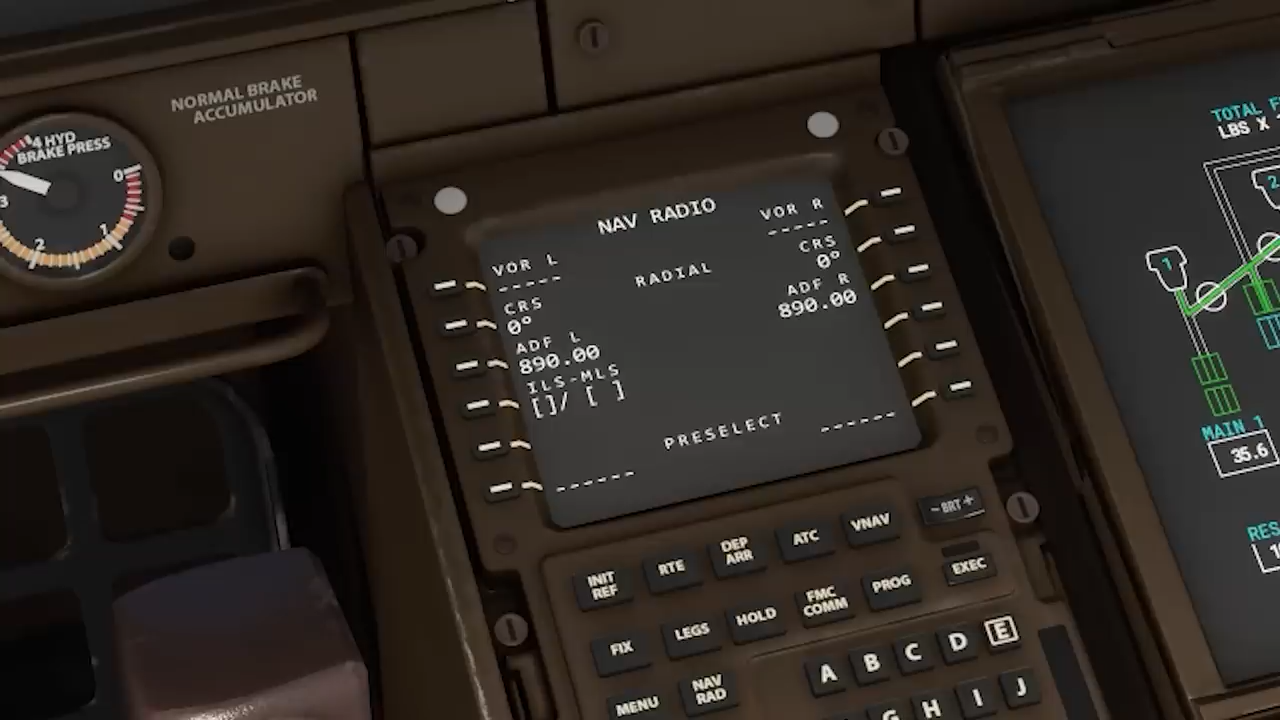 NORMAL BRAKE
ACCUMULATOR
4 HYD
BRAKE PRESS
0
1
2
3
NAV RADIO
VOR L
VOR R
-----
-----
RADIAL
CRS
CRS
0°
0°
ADF L
ADF R
890.00
890.00
ILS-MLS
[]/ [ ]
PRESELECT
------
------
INIT
REF
RTE
DEP
ARR
ATC
VNAV
- BRT +
FIX
LEGS
HOLD
FMC
COMM
PROG
EXEC
MENU
NAV
RAD
A B C D E
G H I J
TOTAL
LBS X
2
1
MAIN 1
35.6
RES
1